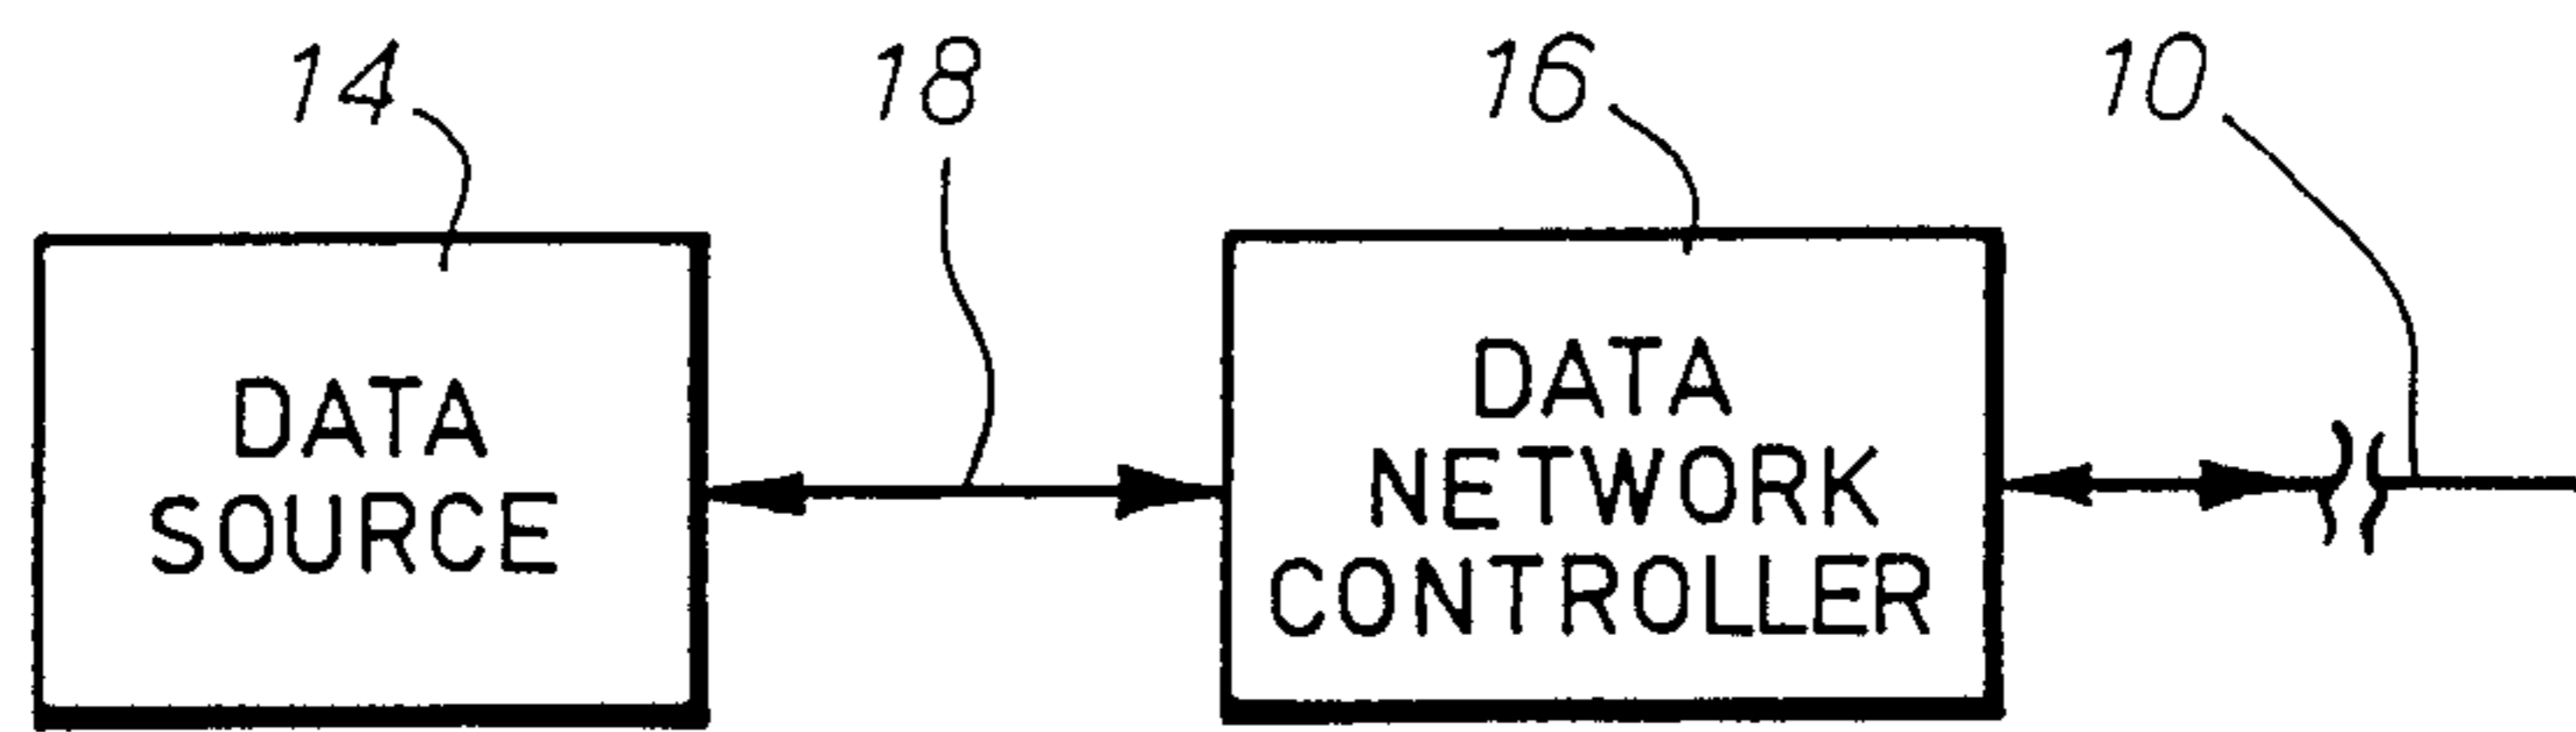 14
18
16
10
DATA
SOURCE
DATA
NETWORK
CONTROLLER